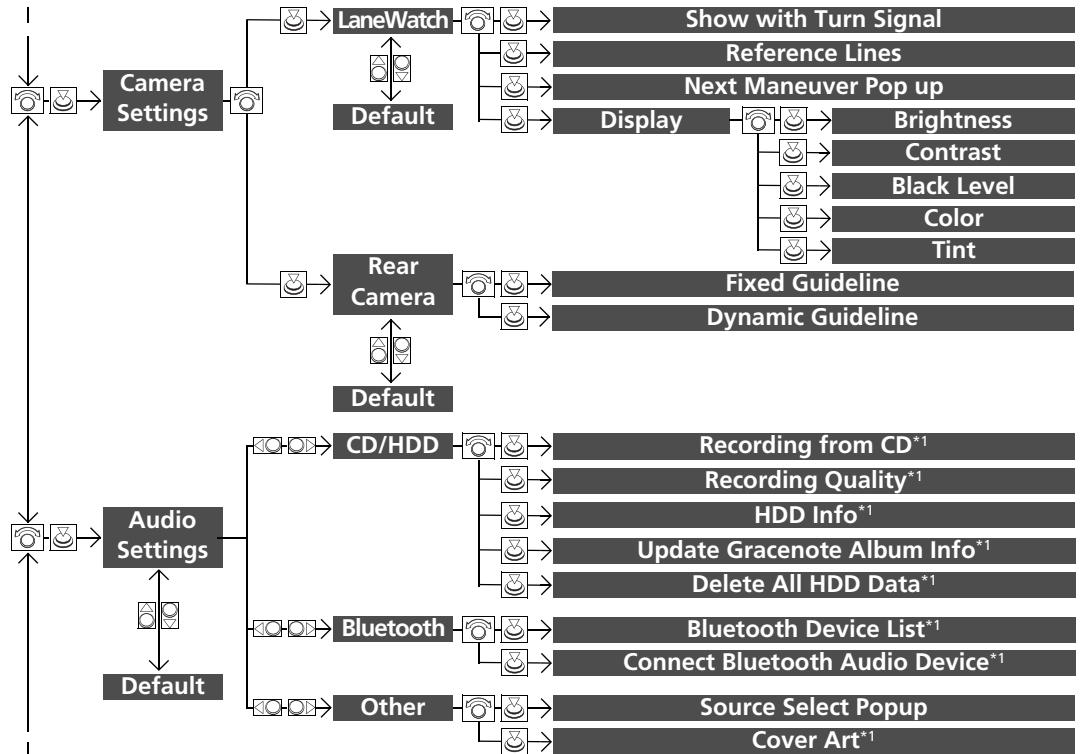 LaneWatch
Show with Turn Signal
Reference Lines
Camera
Settings
Next Maneuver Pop up
Default
Display
Brightness
Contrast
Black Level
Color
Tint
Rear
Camera
Fixed Guideline
Dynamic Guideline
Default
CD/HDD
Recording from CD*1
Recording Quality*1
Audio
Settings
HDD Info*1
Update Gracenote Album Info*1
Delete All HDD Data*1
Bluetooth
Bluetooth Device List*1
Connect Bluetooth Audio Device*1
Default
Other
Source Select Popup
Cover Art*1